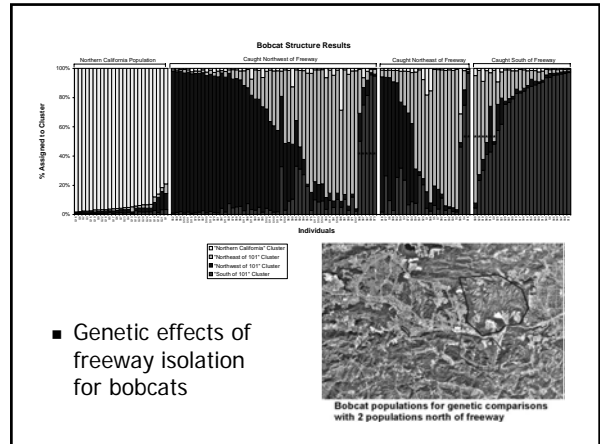 Bobcat Structure Results
Northern California Population
Caught Northwest of Freeway
Caught Northeast of Freeway
Caught South of Freeway
100%
80%
60%
40%
20%
0%
% Assigned to Cluster
Individuals
"Northern California" Cluster
"Northeast of 101" Cluster
"Northwest of 101" Cluster
"South of 101" Cluster
■ Genetic effects of
freeway isolation
for bobcats
Bobcat populations for genetic comparisons
with 2 populations north of freeway